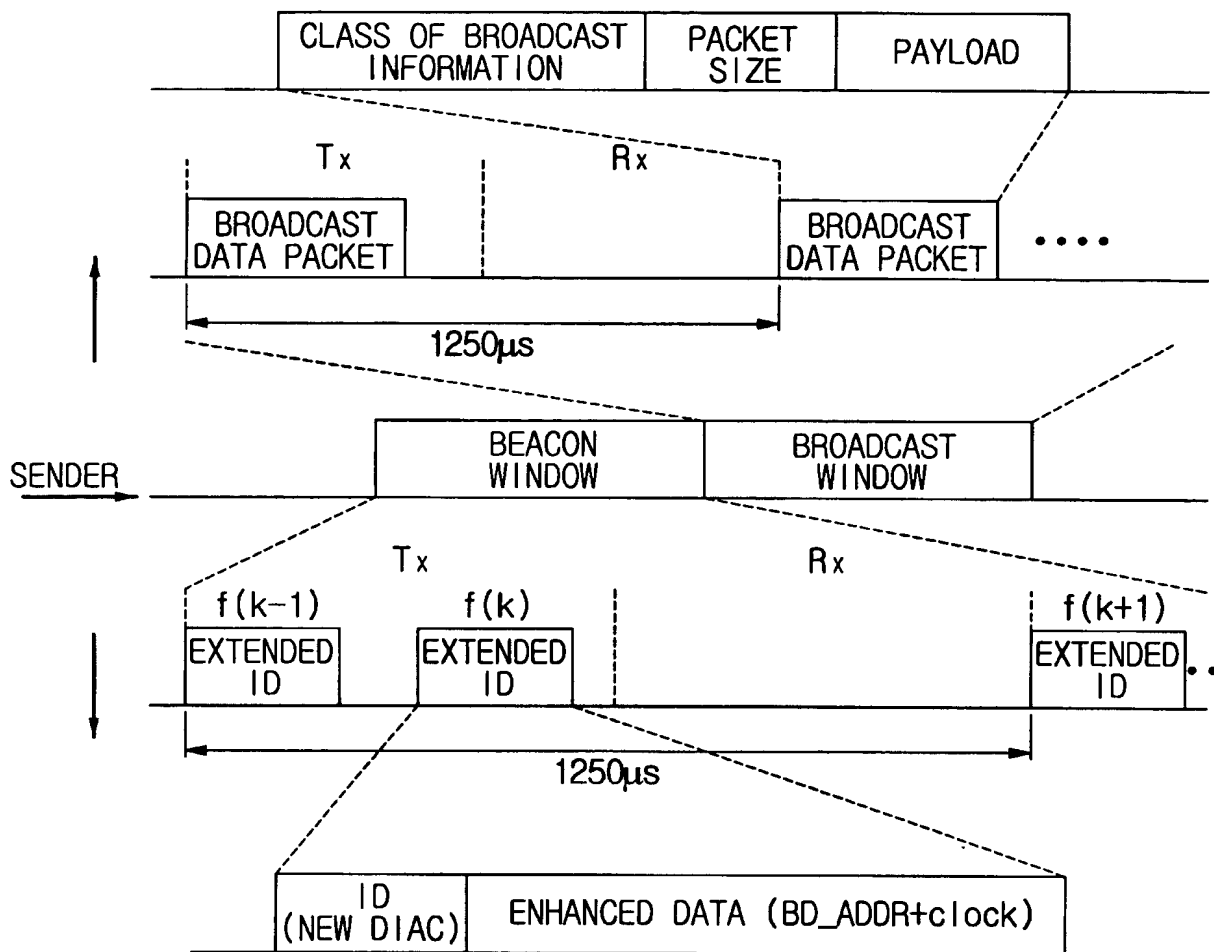 CLASS OF BROADCAST INFORMATION
PACKET SIZE
PAYLOAD
Tx
Rx
BROADCAST
DATA PACKET
BROADCAST
DATA PACKET
....
1250µs
SENDER
BEACON
WINDOW
BROADCAST
WINDOW
Tx
Rx
f(k-1)
f(k)
f(k+1)
EXTENDED
ID
EXTENDED
ID
EXTENDED
ID
..
1250µs
ID
(NEW DIAC)
ENHANCED DATA (BD_ADDR+clock)